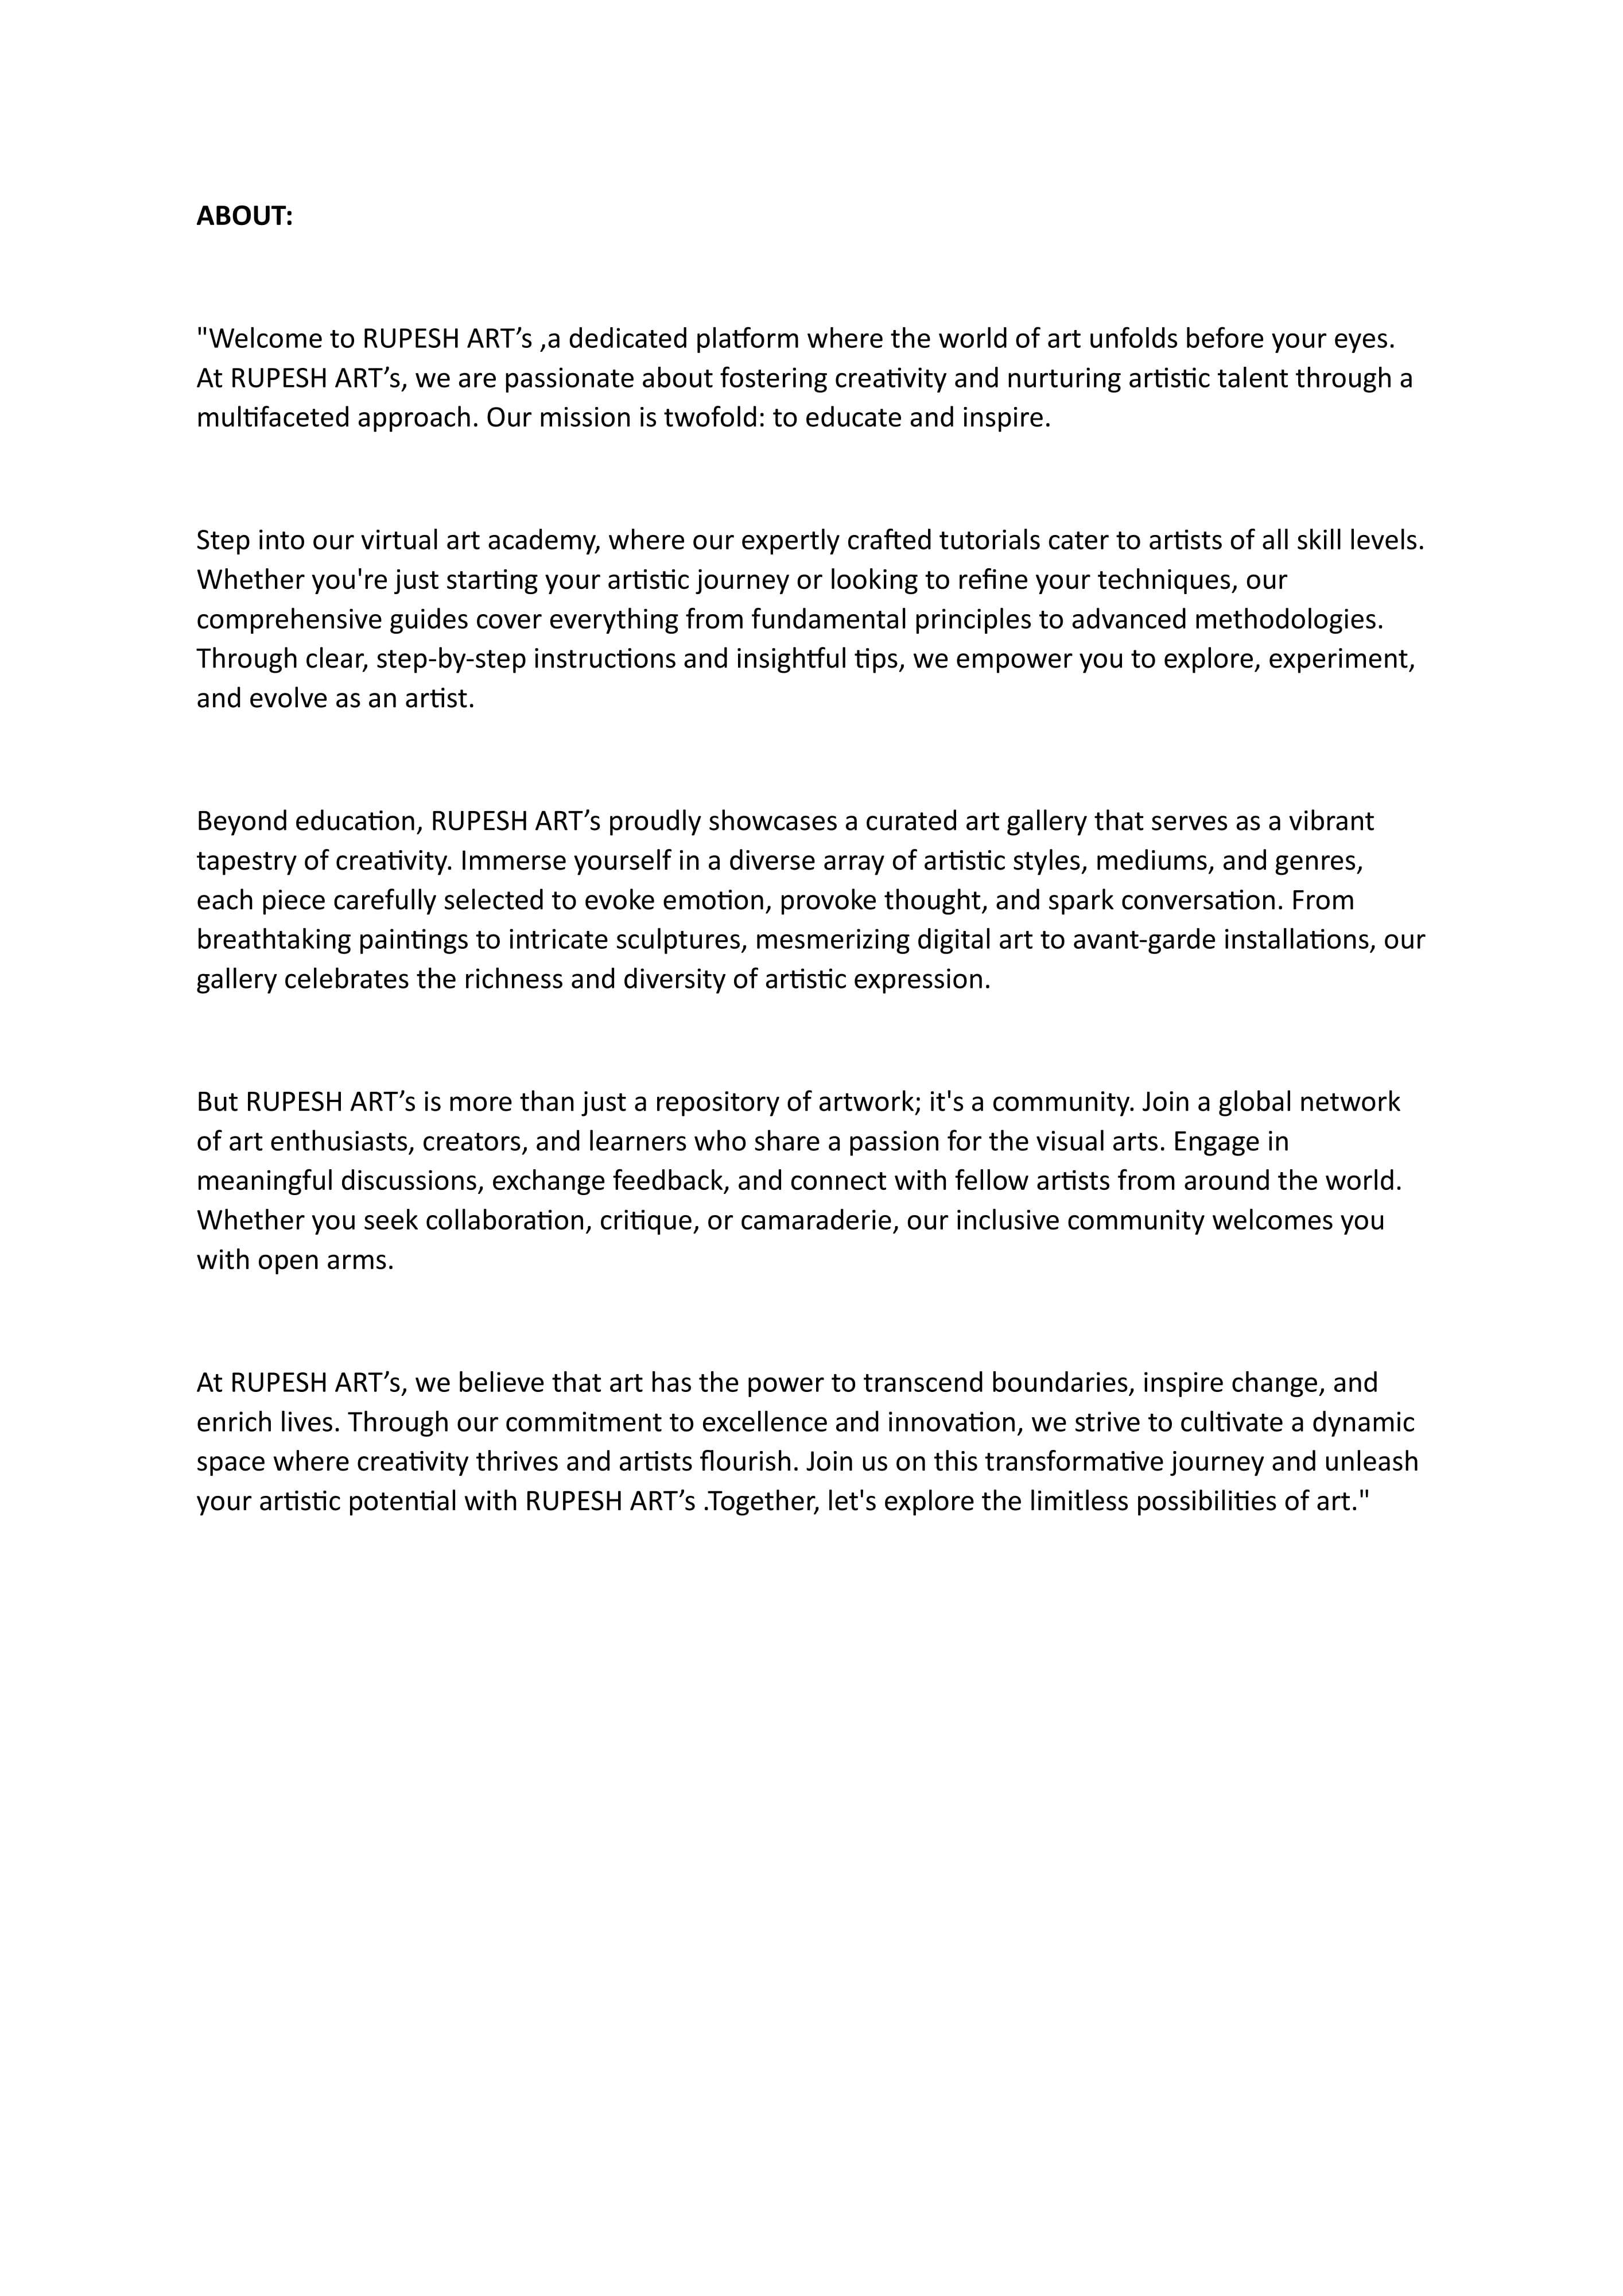 ABOUT:
"Welcome to RUPESH ART’s ,a dedicated platform where the world of art unfolds before your eyes.
At RUPESH ART’s, we are passionate about fostering creativity and nurturing artistic talent through a
multifaceted approach. Our mission is twofold: to educate and inspire.
Step into our virtual art academy, where our expertly crafted tutorials cater to artists of all skill levels.
Whether you're just starting your artistic journey or looking to refine your techniques, our
comprehensive guides cover everything from fundamental principles to advanced methodologies.
Through clear, step-by-step instructions and insightful tips, we empower you to explore, experiment,
and evolve as an artist.
Beyond education, RUPESH ART’s proudly showcases a curated art gallery that serves as a vibrant
tapestry of creativity. Immerse yourself in a diverse array of artistic styles, mediums, and genres,
each piece carefully selected to evoke emotion, provoke thought, and spark conversation. From
breathtaking paintings to intricate sculptures, mesmerizing digital art to avant-garde installations, our
gallery celebrates the richness and diversity of artistic expression.
But RUPESH ART’s is more than just a repository of artwork; it's a community. Join a global network
of art enthusiasts, creators, and learners who share a passion for the visual arts. Engage in
meaningful discussions, exchange feedback, and connect with fellow artists from around the world.
Whether you seek collaboration, critique, or camaraderie, our inclusive community welcomes you
with open arms.
At RUPESH ART’s, we believe that art has the power to transcend boundaries, inspire change, and
enrich lives. Through our commitment to excellence and innovation, we strive to cultivate a dynamic
space where creativity thrives and artists flourish. Join us on this transformative journey and unleash
your artistic potential with RUPESH ART’s .Together, let's explore the limitless possibilities of art."